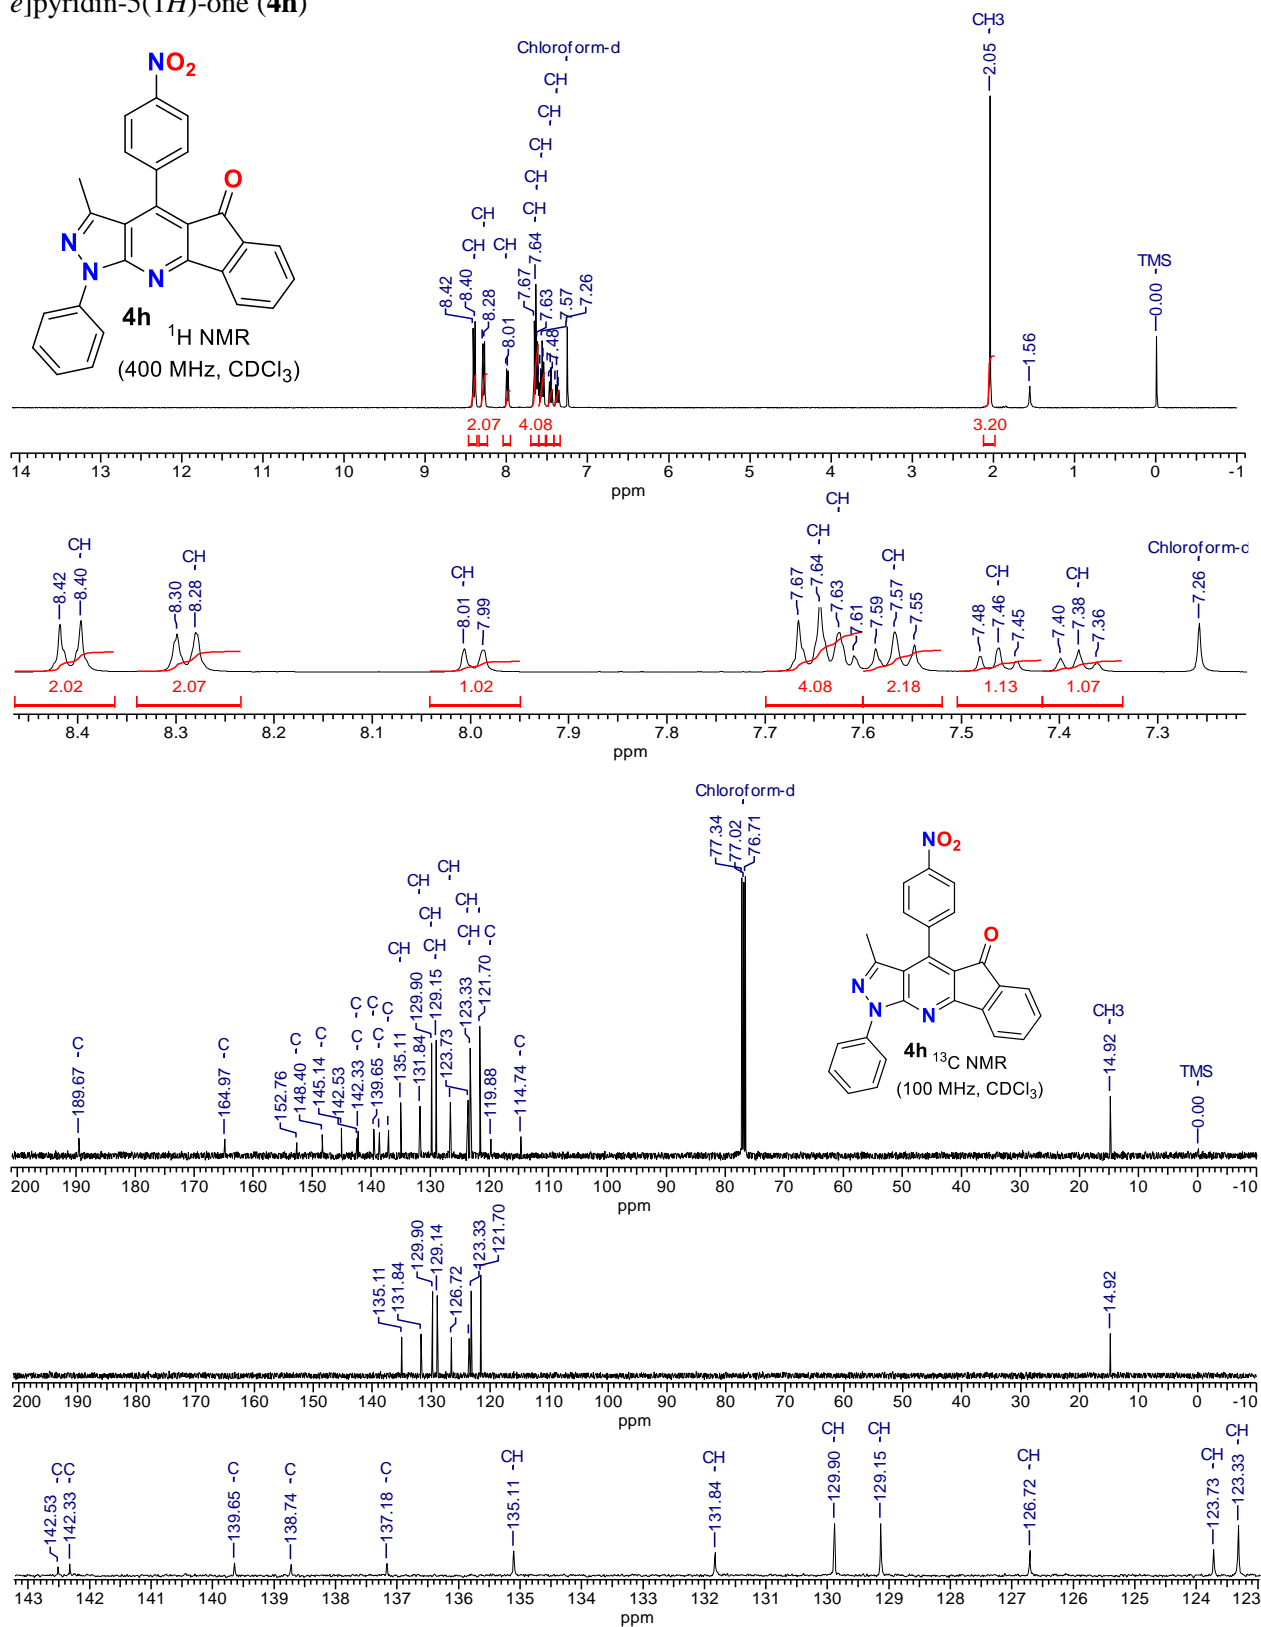 e]pyridin-5(1H)-one (4h)
NO2
O
N
N
N
4h
1H NMR
(400 MHz, CDCl3)
Chloroform-d
CH
CH
CH
CH
CH
CH
CH
CH
CH3
TMS
8.42
8.40
8.28
8.01
7.67
7.64
7.63
7.57
7.48
7.26
2.05
1.56
0.00
2.07
4.08
3.20
14 13 12 11 10 9 8 7 6 5 4 3 2 1 0 -1
ppm
CH
CH
CH
CH
CH
CH
CH
CH
Chloroform-d
8.42
8.40
8.30
8.28
8.01
7.99
7.67
7.64
7.63
7.61
7.59
7.57
7.55
7.48
7.46
7.45
7.40
7.38
7.36
7.26
2.02
2.07
1.02
4.08
2.18
1.13
1.07
8.4 8.3 8.2 8.1 8.0 7.9 7.8 7.7 7.6 7.5 7.4 7.3
ppm
Chloroform-d
77.34
77.02
76.71
NO2
O
N
N
N
4h
13C NMR
(100 MHz, CDCl3)
C
C
C
C
C
C
C
C
C
CH
CH
CH
CH
CH
CH
CH
C
C
CH3
TMS
189.67
164.97
152.76
148.40
145.14
142.53
142.33
139.65
135.11
131.84
129.90
129.15
123.73
123.33
121.70
119.88
114.74
14.92
0.00
200 190 180 170 160 150 140 130 120 110 100 90 80 70 60 50 40 30 20 10 0 -10
ppm
135.11
131.84
129.90
129.14
126.72
123.33
121.70
14.92
200 190 180 170 160 150 140 130 120 110 100 90 80 70 60 50 40 30 20 10 0 -10
ppm
C
C
C
C
C
CH
CH
CH
CH
CH
CH
CH
142.53
142.33
139.65
138.74
137.18
135.11
131.84
129.90
129.15
126.72
123.73
123.33
143 142 141 140 139 138 137 136 135 134 133 132 131 130 129 128 127 126 125 124 123
ppm